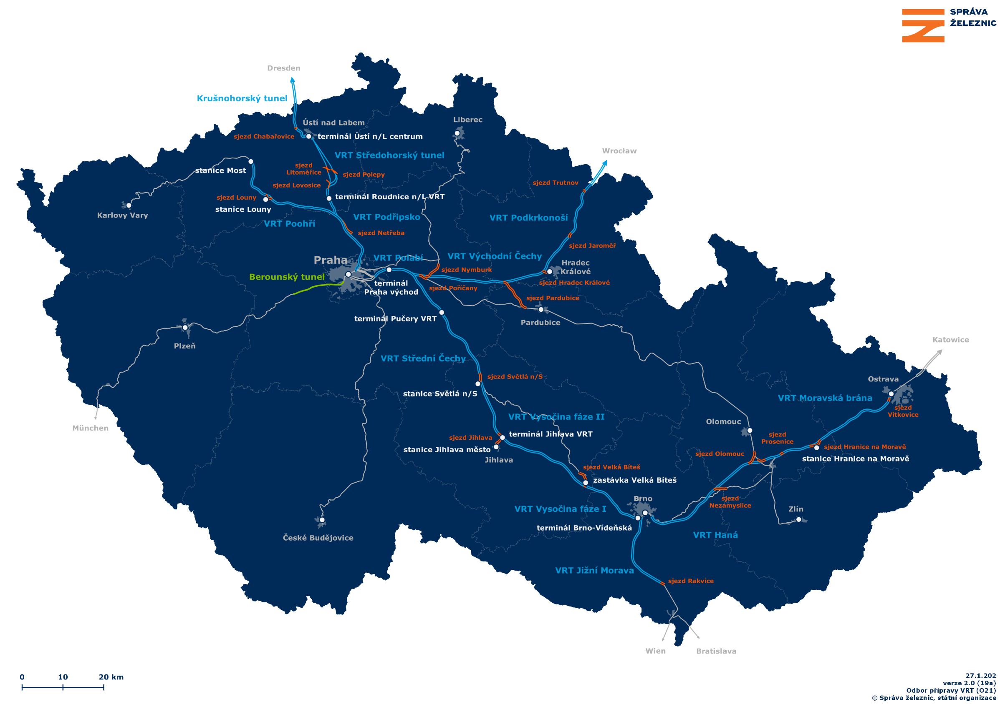 SPRÁVA
ŽELEZNIC
Dresden
Krušnohorský tunel
Ústí nad Labem
Liberec
sjezd Chabařovice
terminál Ústí n/L centrum
Wrocław
VRT Středohorský tunel
stanice Most
sjezd
Litoměřice
sjezd Polepy
sjezd Trutnov
sjezd Lovosice
sjezd Louny
terminál Roudnice n/L VRT
stanice Louny
Karlovy Vary
VRT Podřipsko
VRT Podkrkonoší
VRT Poohří
sjezd Netřeba
sjezd Jaroměř
VRT Polabí
VRT Východní Čechy
Praha
Hradec
Králové
sjezd Nymburk
Berounský tunel
terminál
Praha východ
sjezd Hradec Králové
sjezd Poříčany
sjezd Pardubice
terminál Pučery VRT
Pardubice
Plzeň
Katowice
VRT Střední Čechy
sjezd Světlá n/S
Ostrava
stanice Světlá n/S
VRT Moravská brána
sjezd
Vítkovice
VRT Vysočina fáze II
Olomouc
München
terminál Jihlava VRT
sjezd Jihlava
sjezd
Prosenice
stanice Jihlava město
sjezd Hranice na Moravě
sjezd Olomouc
Jihlava
stanice Hranice na Moravě
sjezd Velká Bíteš
zastávka Velká Bíteš
Brno
sjezd
Nezamyslice
VRT Vysočina fáze I
Zlín
terminál Brno-Vídeňská
České Budějovice
VRT Haná
VRT Jižní Morava
sjezd Rakvice
Wien
Bratislava
0 10 20 km
27.1.202
verze 2.0 (19a)
Odbor přípravy VRT (O21)
© Správa železnic, státní organizace